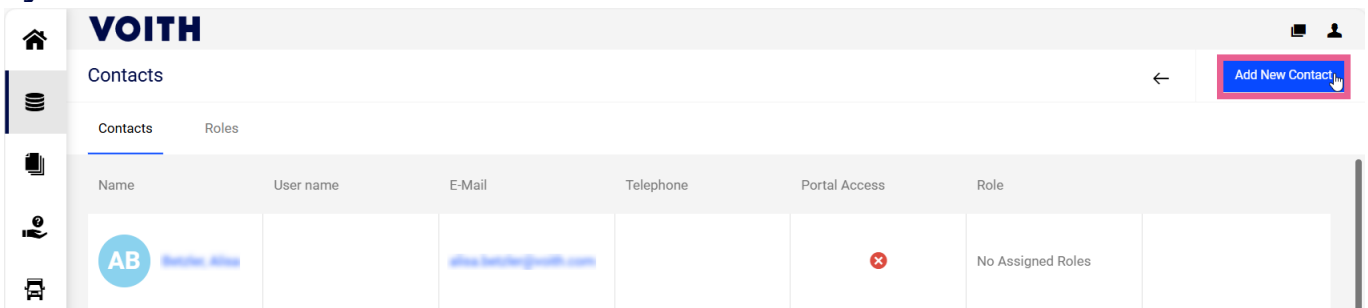 VOITH
Contacts
Add New Contact
Contacts Roles
Name User name E-Mail Telephone Portal Access Role
AB No Assigned Roles